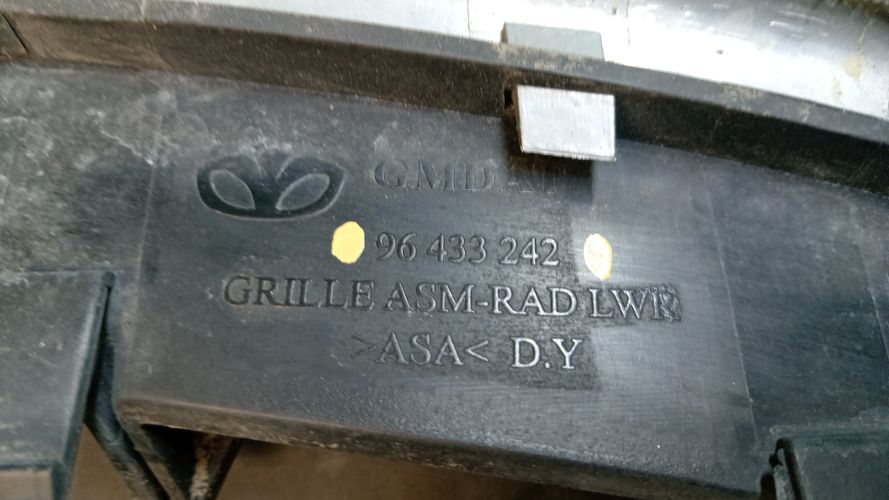 GMDAT
96 433 242
GRILLE ASM-RAD LWR
>ASA< D.Y